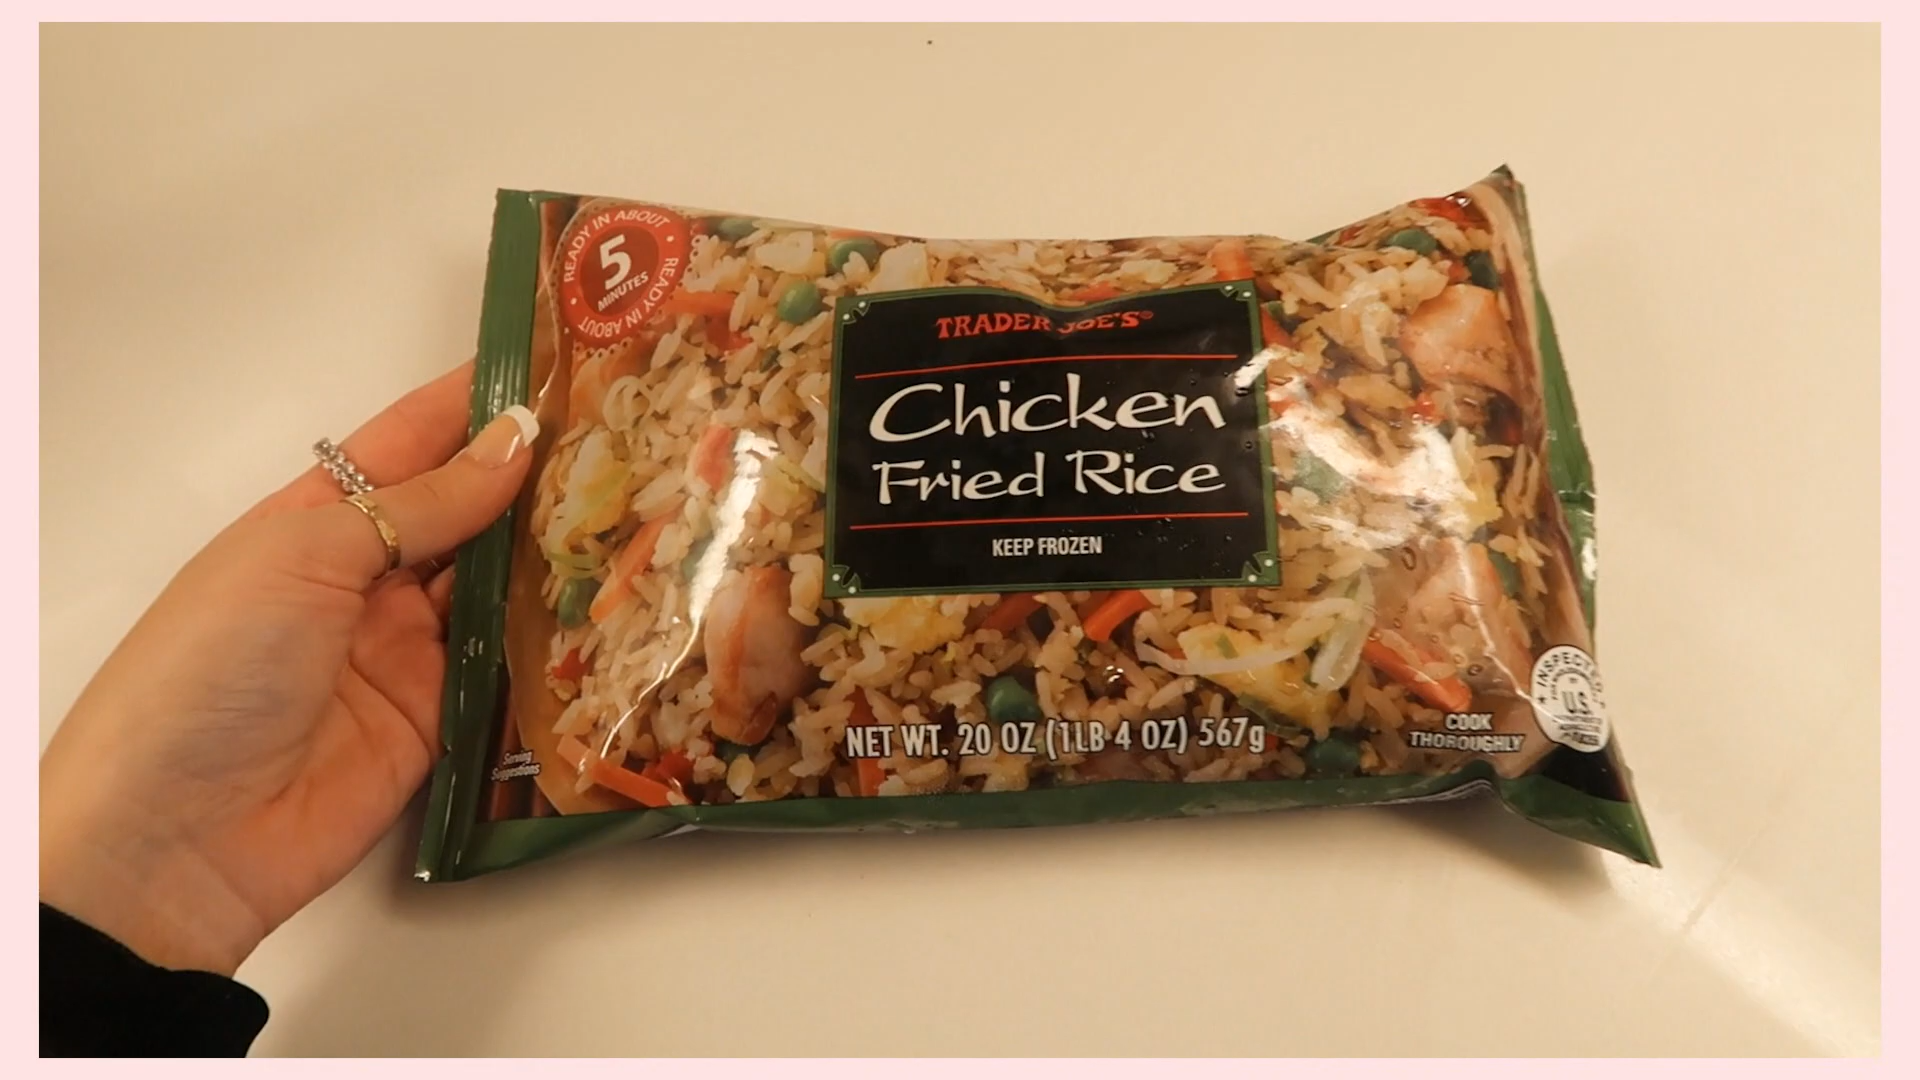 READY IN ABOUT
5
MINUTES
READY IN ABOUT
TRADER JOE'S®
Chicken
Fried Rice
KEEP FROZEN
NET WT. 20 OZ (1LB 4 OZ) 567g
COOK
THOROUGHLY
Serving
Suggestions
INSPECTED
U.S.